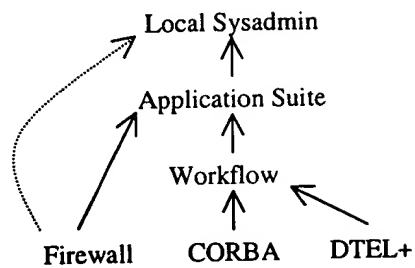 Local Sysadmin
Application Suite
Workflow
Firewall CORBA DTEL+